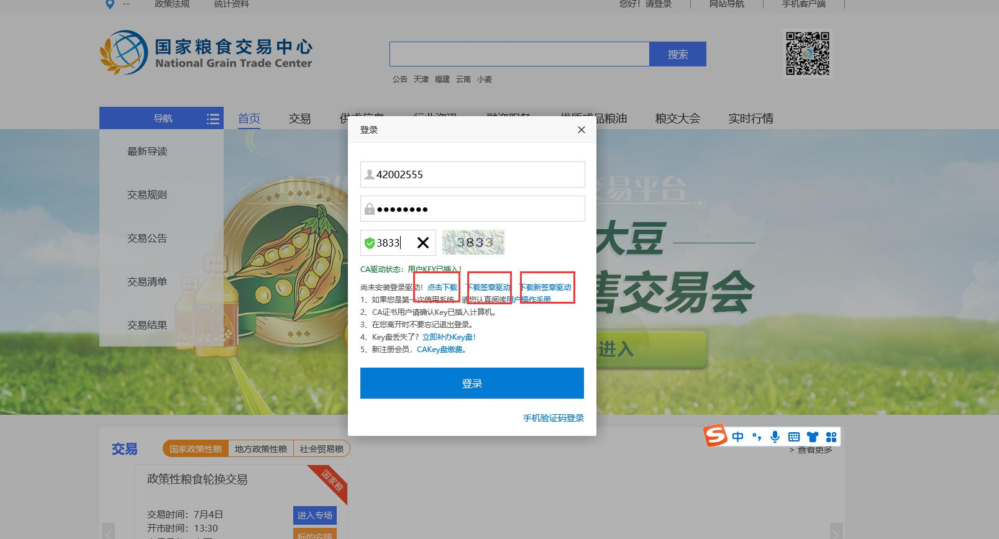 --
政策法规
统计资料
您好！请登录
网站导航
手机客户端
国家粮食交易中心
National Grain Trade Center
搜索
公告 天津 福建 云南 小麦
导航
首页
交易
粮交大会
实时行情
最新导读
交易规则
交易公告
交易清单
交易结果
交易平台
大豆
售交易会
进入
登录
42002555
3833
3833
CA驱动状态：用户KEY已插入！
尚未安装登录驱动！点击下载 下载签章驱动 下载新签章驱动
1、如果您是第一次使用系统，请您认真阅读用户操作手册
2、CA证书用户请确认Key已插入计算机。
3、在您离开时不要忘记退出登录。
4、Key盘丢失了？立即补办Key盘！
5、新注册会员，CAKey盘缴费。
登录
手机验证码登录
中
交易
国家政策性粮
地方政策性粮
社会贸易粮
> 查看更多
政策性粮食轮换交易
国家粮
交易时间：7月4日
进入专场
开市时间：13:30
标的安排